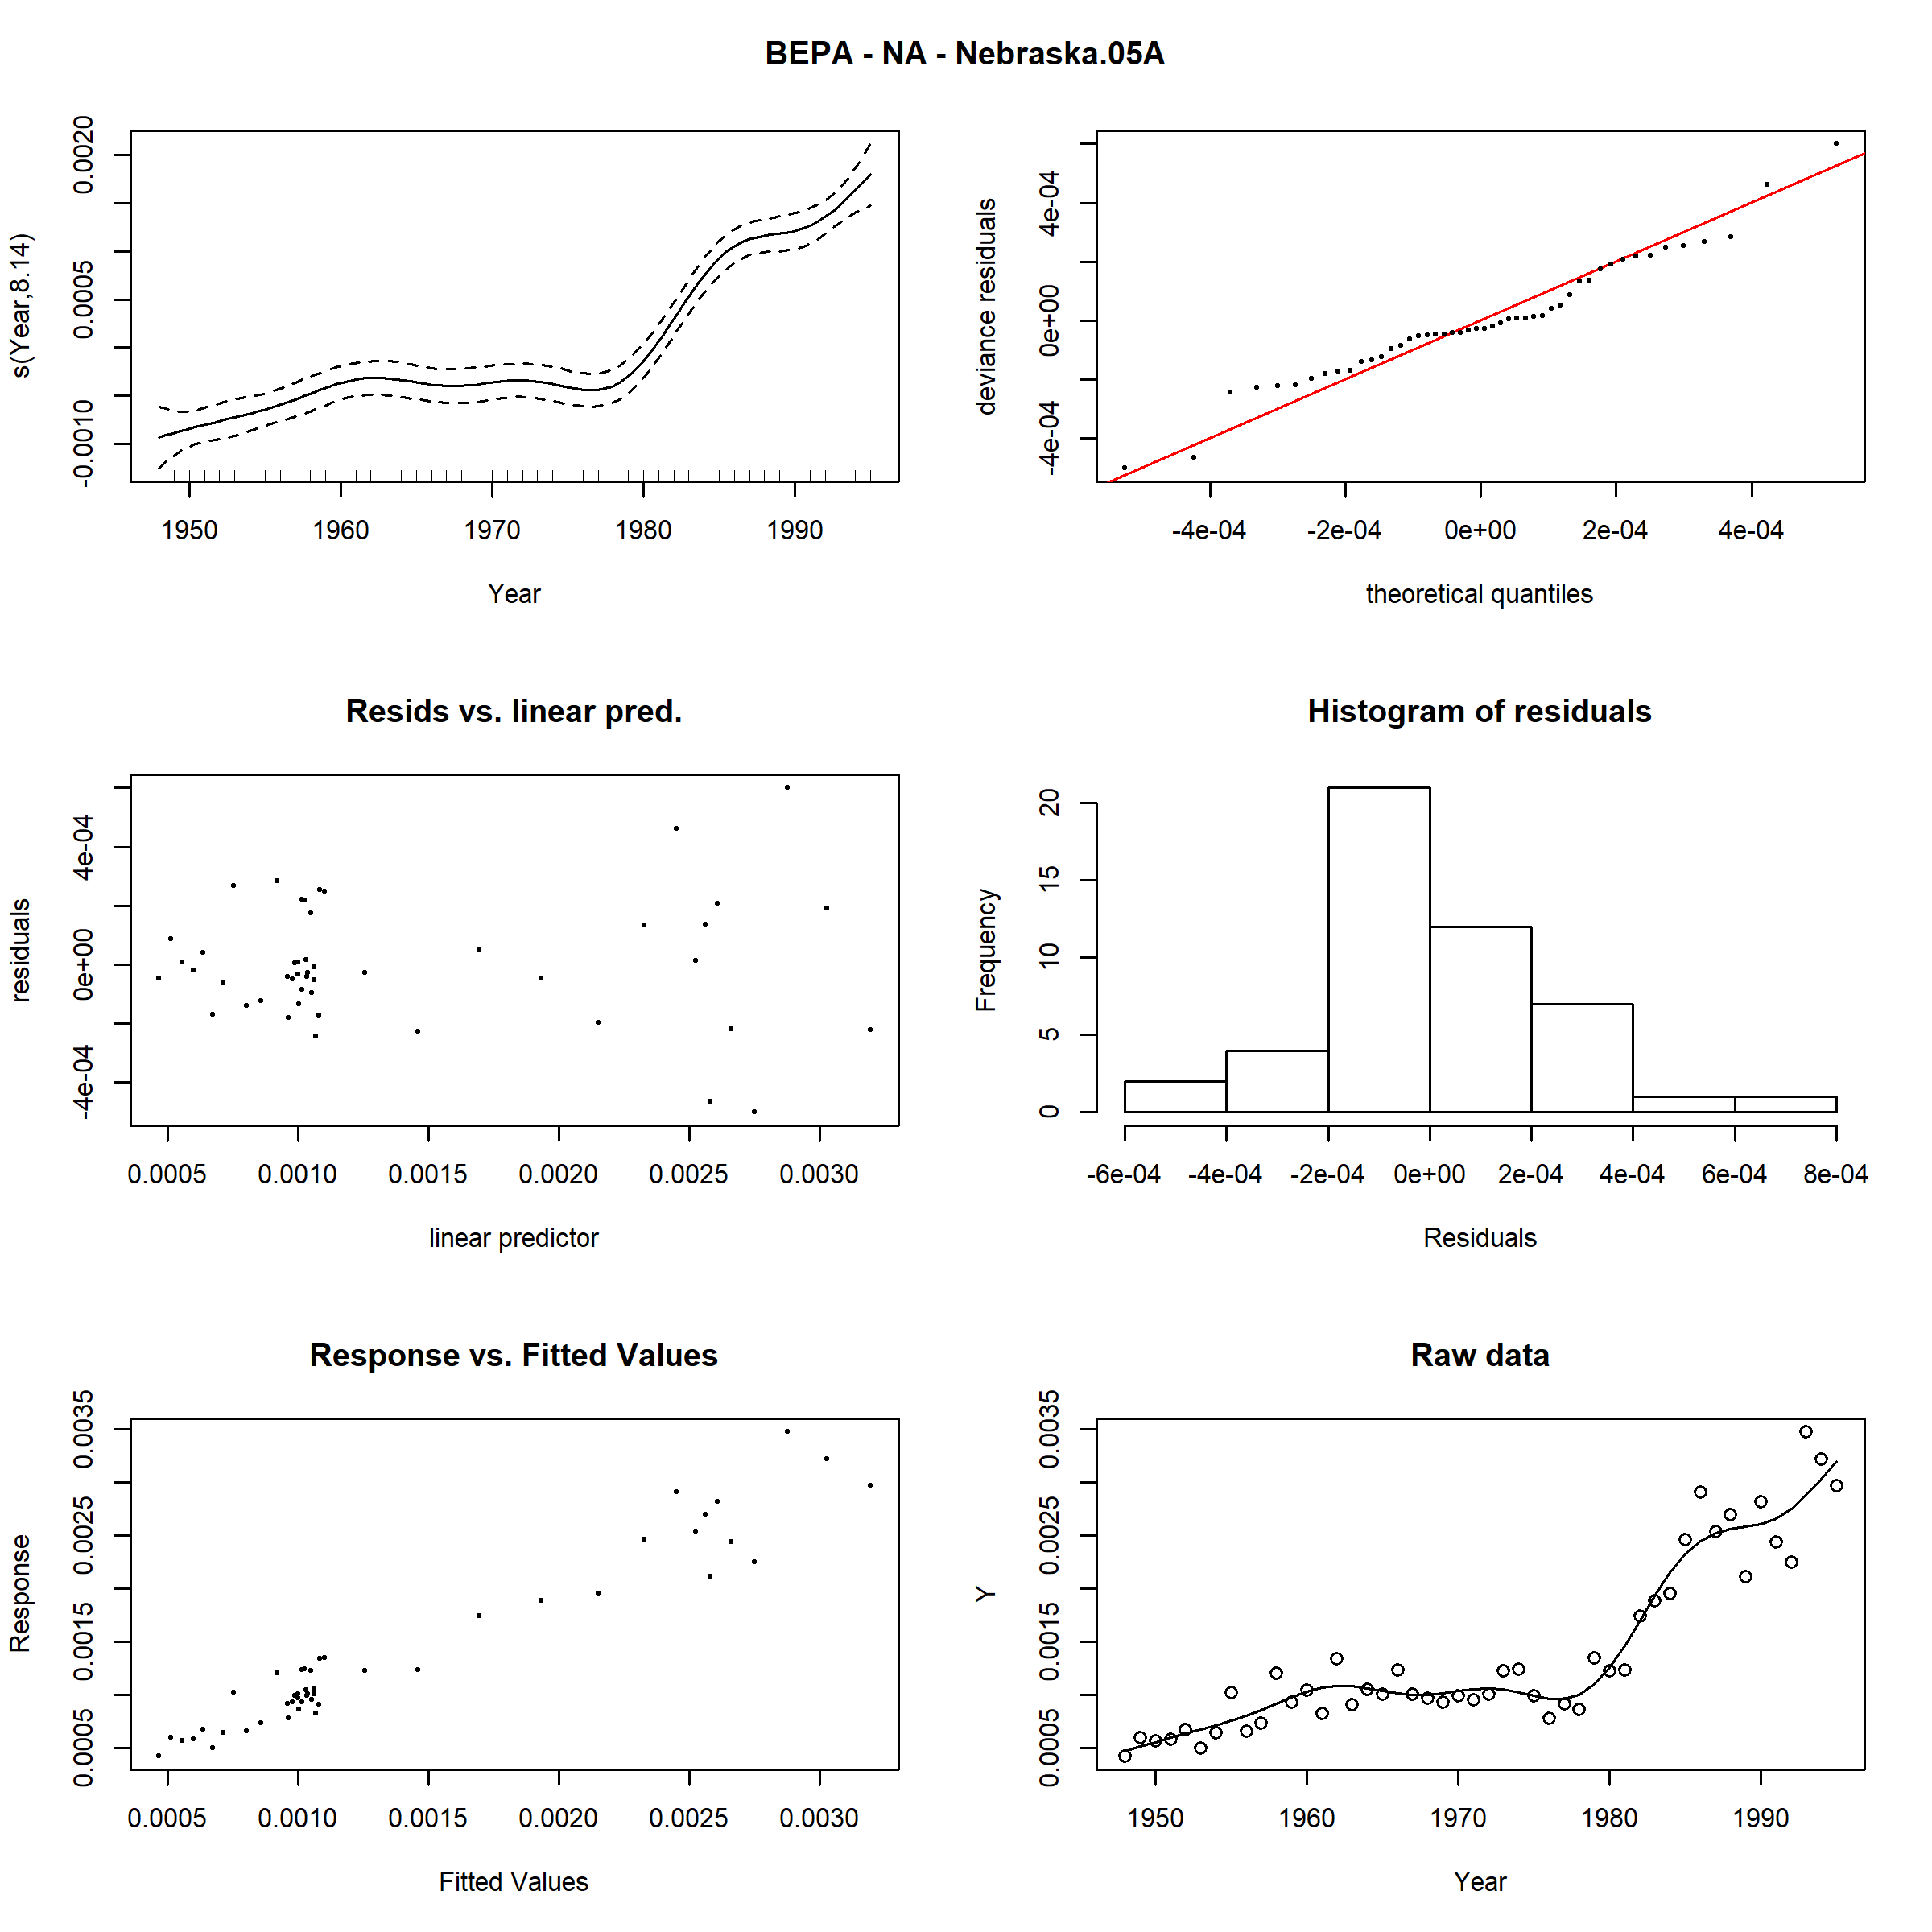 BEPA - NA - Nebraska.05A
s(Year,8.14)
-0.0010 0.0005 0.0020
1950 1960 1970 1980 1990
Year
deviance residuals
-4e-04 0e+00 4e-04
-4e-04 -2e-04 0e+00 2e-04 4e-04
theoretical quantiles
Resids vs. linear pred.
residuals
-4e-04 0e+00 4e-04
0.0005 0.0010 0.0015 0.0020 0.0025 0.0030
linear predictor
Histogram of residuals
Frequency
0 5 10 15 20
-6e-04 -4e-04 -2e-04 0e+00 2e-04 4e-04 6e-04 8e-04
Residuals
Response vs. Fitted Values
Response
0.0005 0.0015 0.0025 0.0035
0.0005 0.0010 0.0015 0.0020 0.0025 0.0030
Fitted Values
Raw data
Y
0.0005 0.0015 0.0025 0.0035
1950 1960 1970 1980 1990
Year